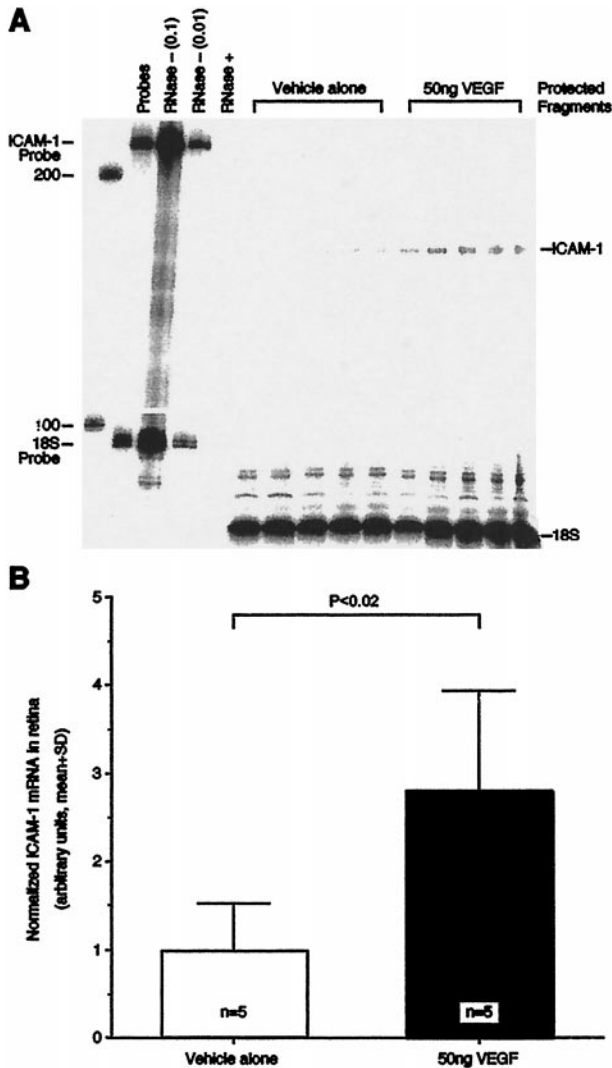 A
Probes
RNase – (0.1)
RNase – (0.01)
RNase +
Vehicle alone
50ng VEGF
Protected
Fragments
ICAM-1
Probe
200
ICAM-1
100
18S
Probe
18S
B
P<0.02
Normalized ICAM-1 mRNA in retina
(arbitrary units, mean+SD)
5
4
3
2
1
0
n=5
n=5
Vehicle alone
50ng VEGF